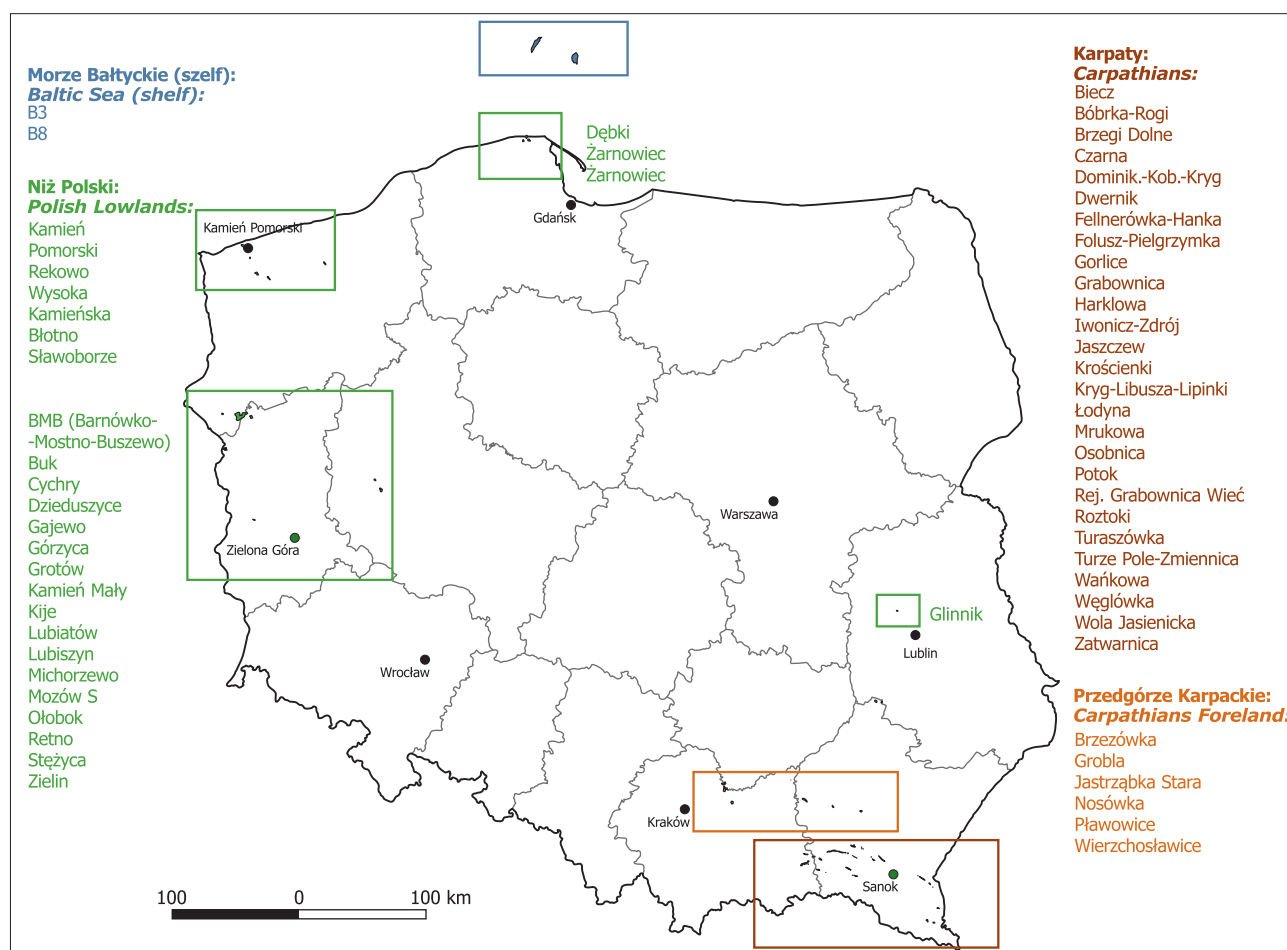 Morze Bałtyckie (szelf):
Baltic Sea (shelf):
B3
B8
Niż Polski:
Polish Lowlands:
Kamień
Pomorski
Rekowo
Wysoka
Kamieńska
Błotno
Sławoborze
BMB (Barnówko-
-Mostno-Buszewo)
Buk
Cychry
Dzieduszyce
Gajewo
Górzyca
Grotów
Kamień Mały
Kije
Lubiatów
Lubiszyn
Michorzewo
Mozów S
Ołobok
Retno
Stężyca
Zielin
Dębki
Żarnowiec
Żarnowiec
Gdańsk
Kamień Pomorski
Warszawa
Zielona Góra
Glinnik
Lublin
Wrocław
Kraków
Sanok
100
0
100 km
Karpaty:
Carpathians:
Biecz
Bóbrka-Rogi
Brzegi Dolne
Czarna
Dominik.-Kob.-Kryg
Dwernik
Fellnerówka-Hanka
Folusz-Pielgrzymka
Gorlice
Grabownica
Harklowa
Iwonicz-Zdrój
Jaszczew
Krościenki
Kryg-Libusza-Lipinki
Łodyna
Mrukowa
Osobnica
Potok
Rej. Grabownica Wieć
Roztoki
Turaszówka
Turze Pole-Zmiennica
Wańkowa
Węglówka
Wola Jasienicka
Zatwarnica
Przedgórze Karpackie:
Carpathians Foreland:
Brzezówka
Grobla
Jastrząbka Stara
Nosówka
Pławowice
Wierzchosławice